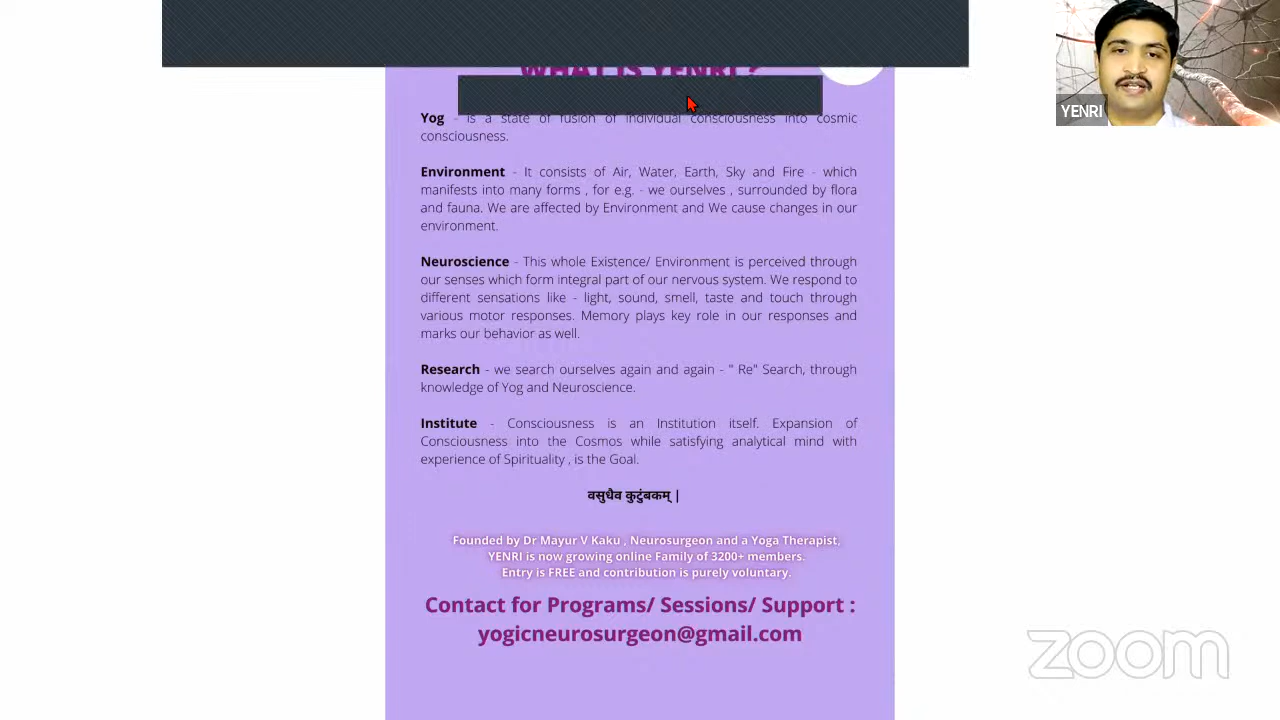 WHAT IS YENRI ?
Yog - is a state of fusion of individual consciousness into cosmic
consciousness.
Environment - It consists of Air, Water, Earth, Sky and Fire - which
manifests into many forms , for e.g. - we ourselves , surrounded by flora
and fauna. We are affected by Environment and We cause changes in our
environment.
Neuroscience - This whole Existence/ Environment is perceived through
our senses which form integral part of our nervous system. We respond to
different sensations like - light, sound, smell, taste and touch through
various motor responses. Memory plays key role in our responses and
marks our behavior as well.
Research - we search ourselves again and again - " Re" Search, through
knowledge of Yog and Neuroscience.
Institute - Consciousness is an Institution itself. Expansion of
Consciousness into the Cosmos while satisfying analytical mind with
experience of Spirituality , is the Goal.
वसुधैव कुटुंबकम् |
Founded by Dr Mayur V Kaku , Neurosurgeon and a Yoga Therapist,
YENRI is now growing online Family of 3200+ members.
Entry is FREE and contribution is purely voluntary.
Contact for Programs/ Sessions/ Support :
yogicneurosurgeon@gmail.com
YENRI
zoom